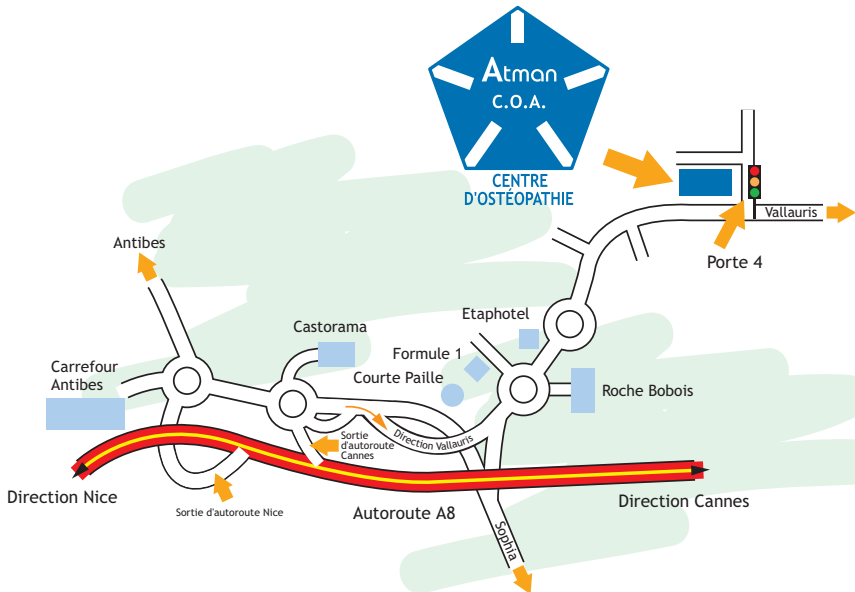 Atman
C.O.A.
CENTRE
D'OSTÉOPATHIE
Vallauris
Porte 4
Antibes
Etaphotel
Castorama
Formule 1
Carrefour
Antibes
Courte Paille
Roche Bobois
Direction Vallauris
Sortie
d'autoroute
Cannes
Direction Nice
Sortie d'autoroute Nice
Autoroute A8
Direction Cannes
Sophia